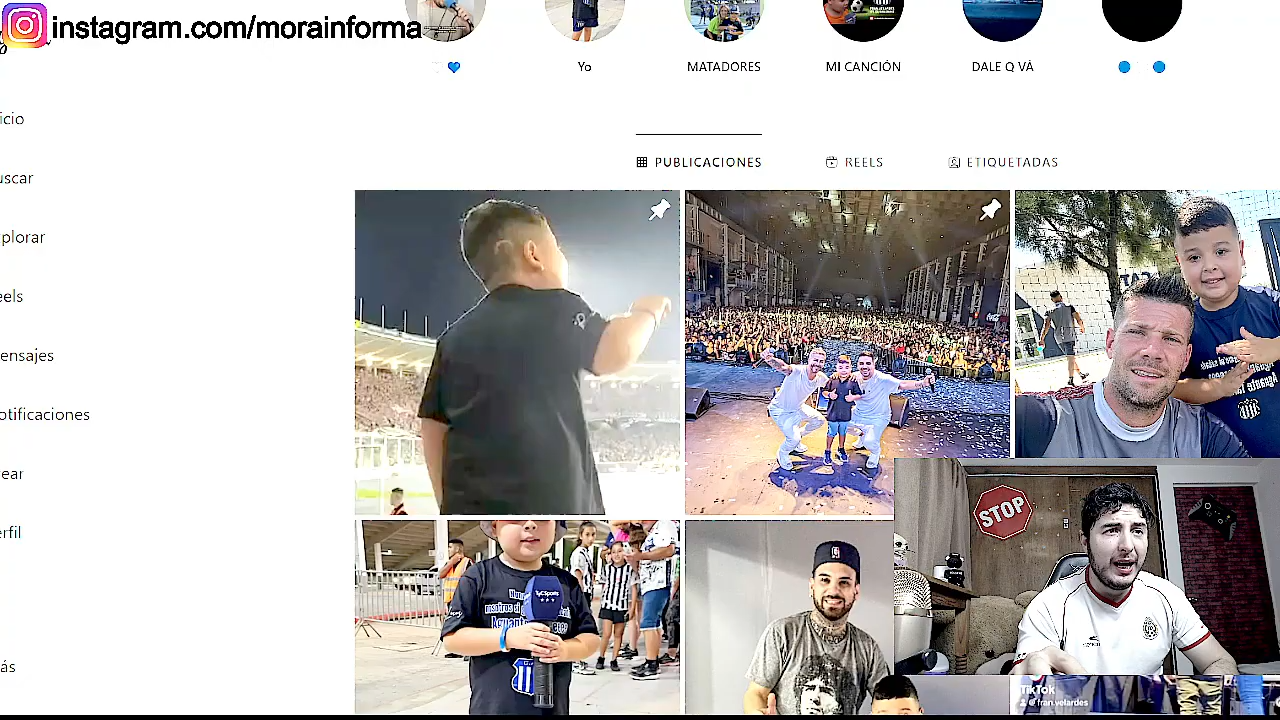 instagram.com/morainforma
Yo
MATADORES
MI CANCIÓN
DALE Q VÁ
icio
uscar
plorar
eels
ensajes
otificaciones
ear
erfil
ás
PUBLICACIONES
REELS
ETIQUETADAS
TyCSports
STOP
TikTok
@fran.velardes